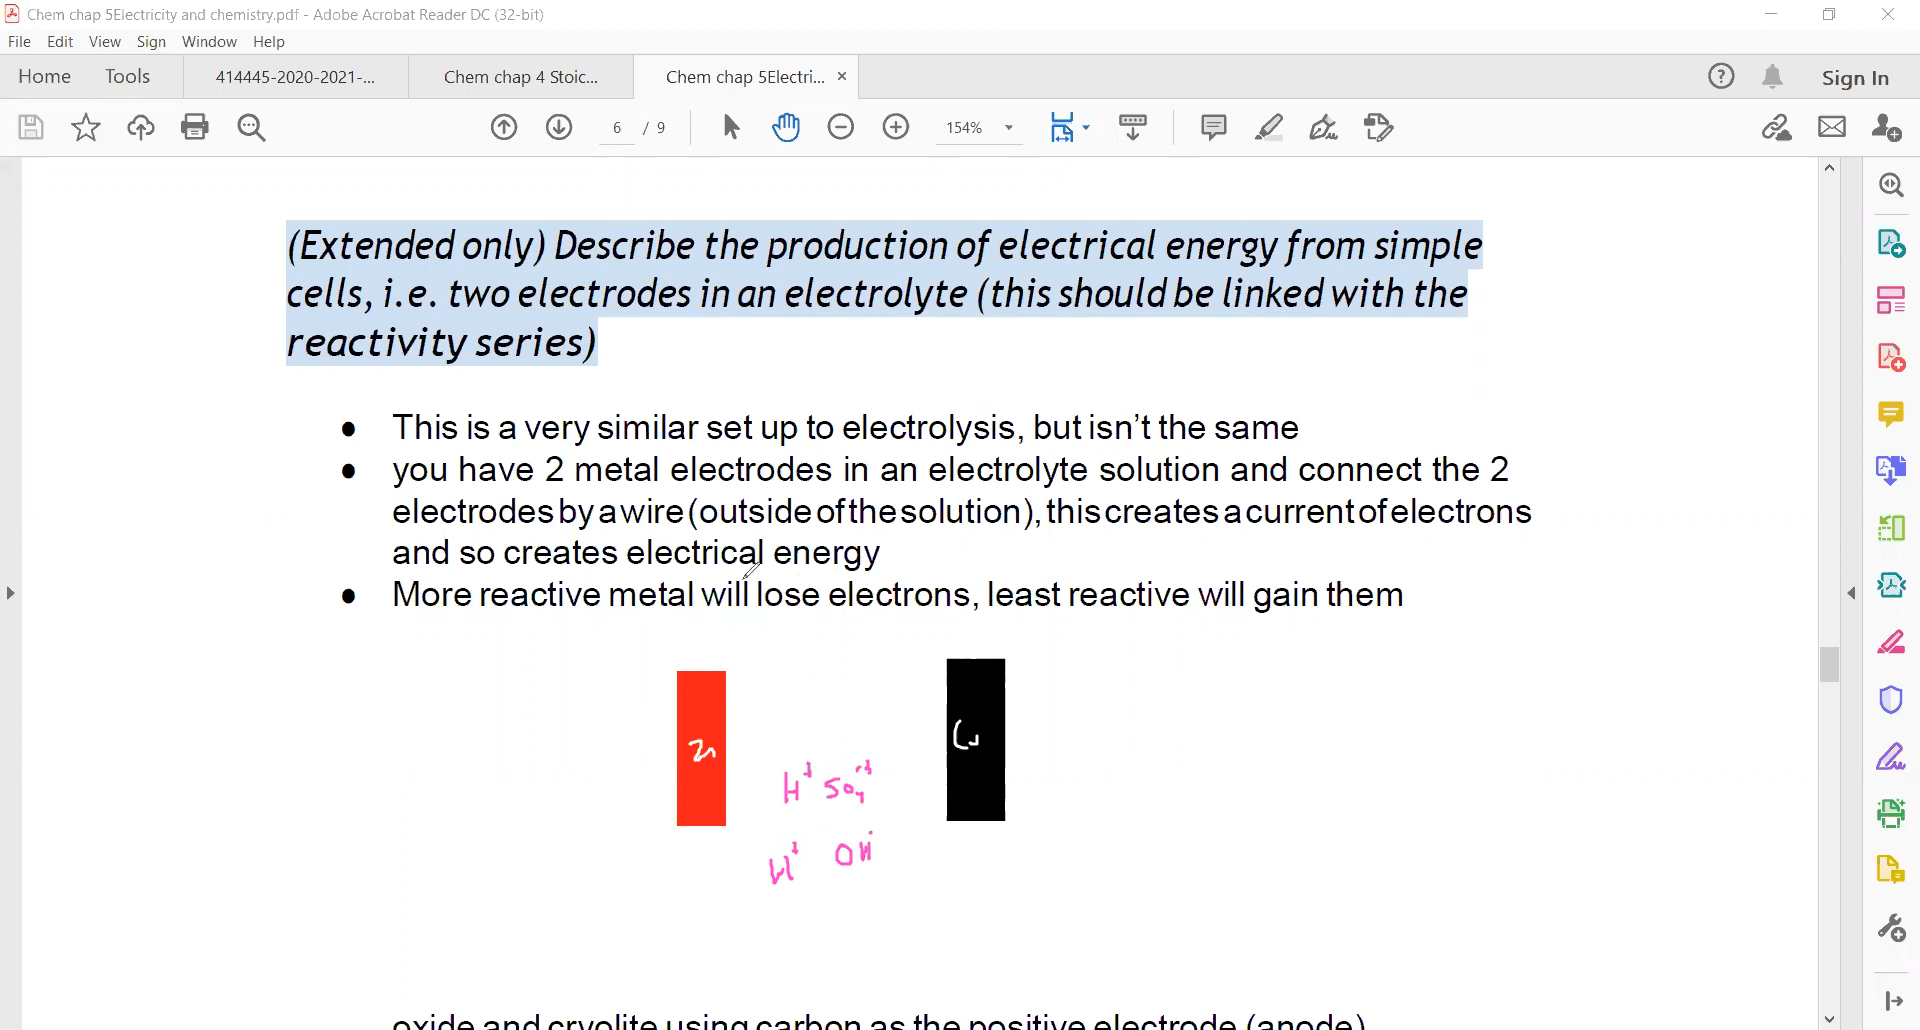 Chem chap 5Electricity and chemistry.pdf - Adobe Acrobat Reader DC (32-bit)
File Edit View Sign Window Help
Home Tools 414445-2020-2021-... Chem chap 4 Stoic... Chem chap 5Electri... Sign In
6 / 9 154%
(Extended only) Describe the production of electrical energy from simple
cells, i.e. two electrodes in an electrolyte (this should be linked with the
reactivity series)
● This is a very similar set up to electrolysis, but isn't the same
● you have 2 metal electrodes in an electrolyte solution and connect the 2
electrodes by a wire (outside of the solution), this creates a current of electrons
and so creates electrical energy
● More reactive metal will lose electrons, least reactive will gain them
Zn
Cu
H+ SO4
H+ OH-
oxide and cryolite using carbon as the positive electrode (anode)